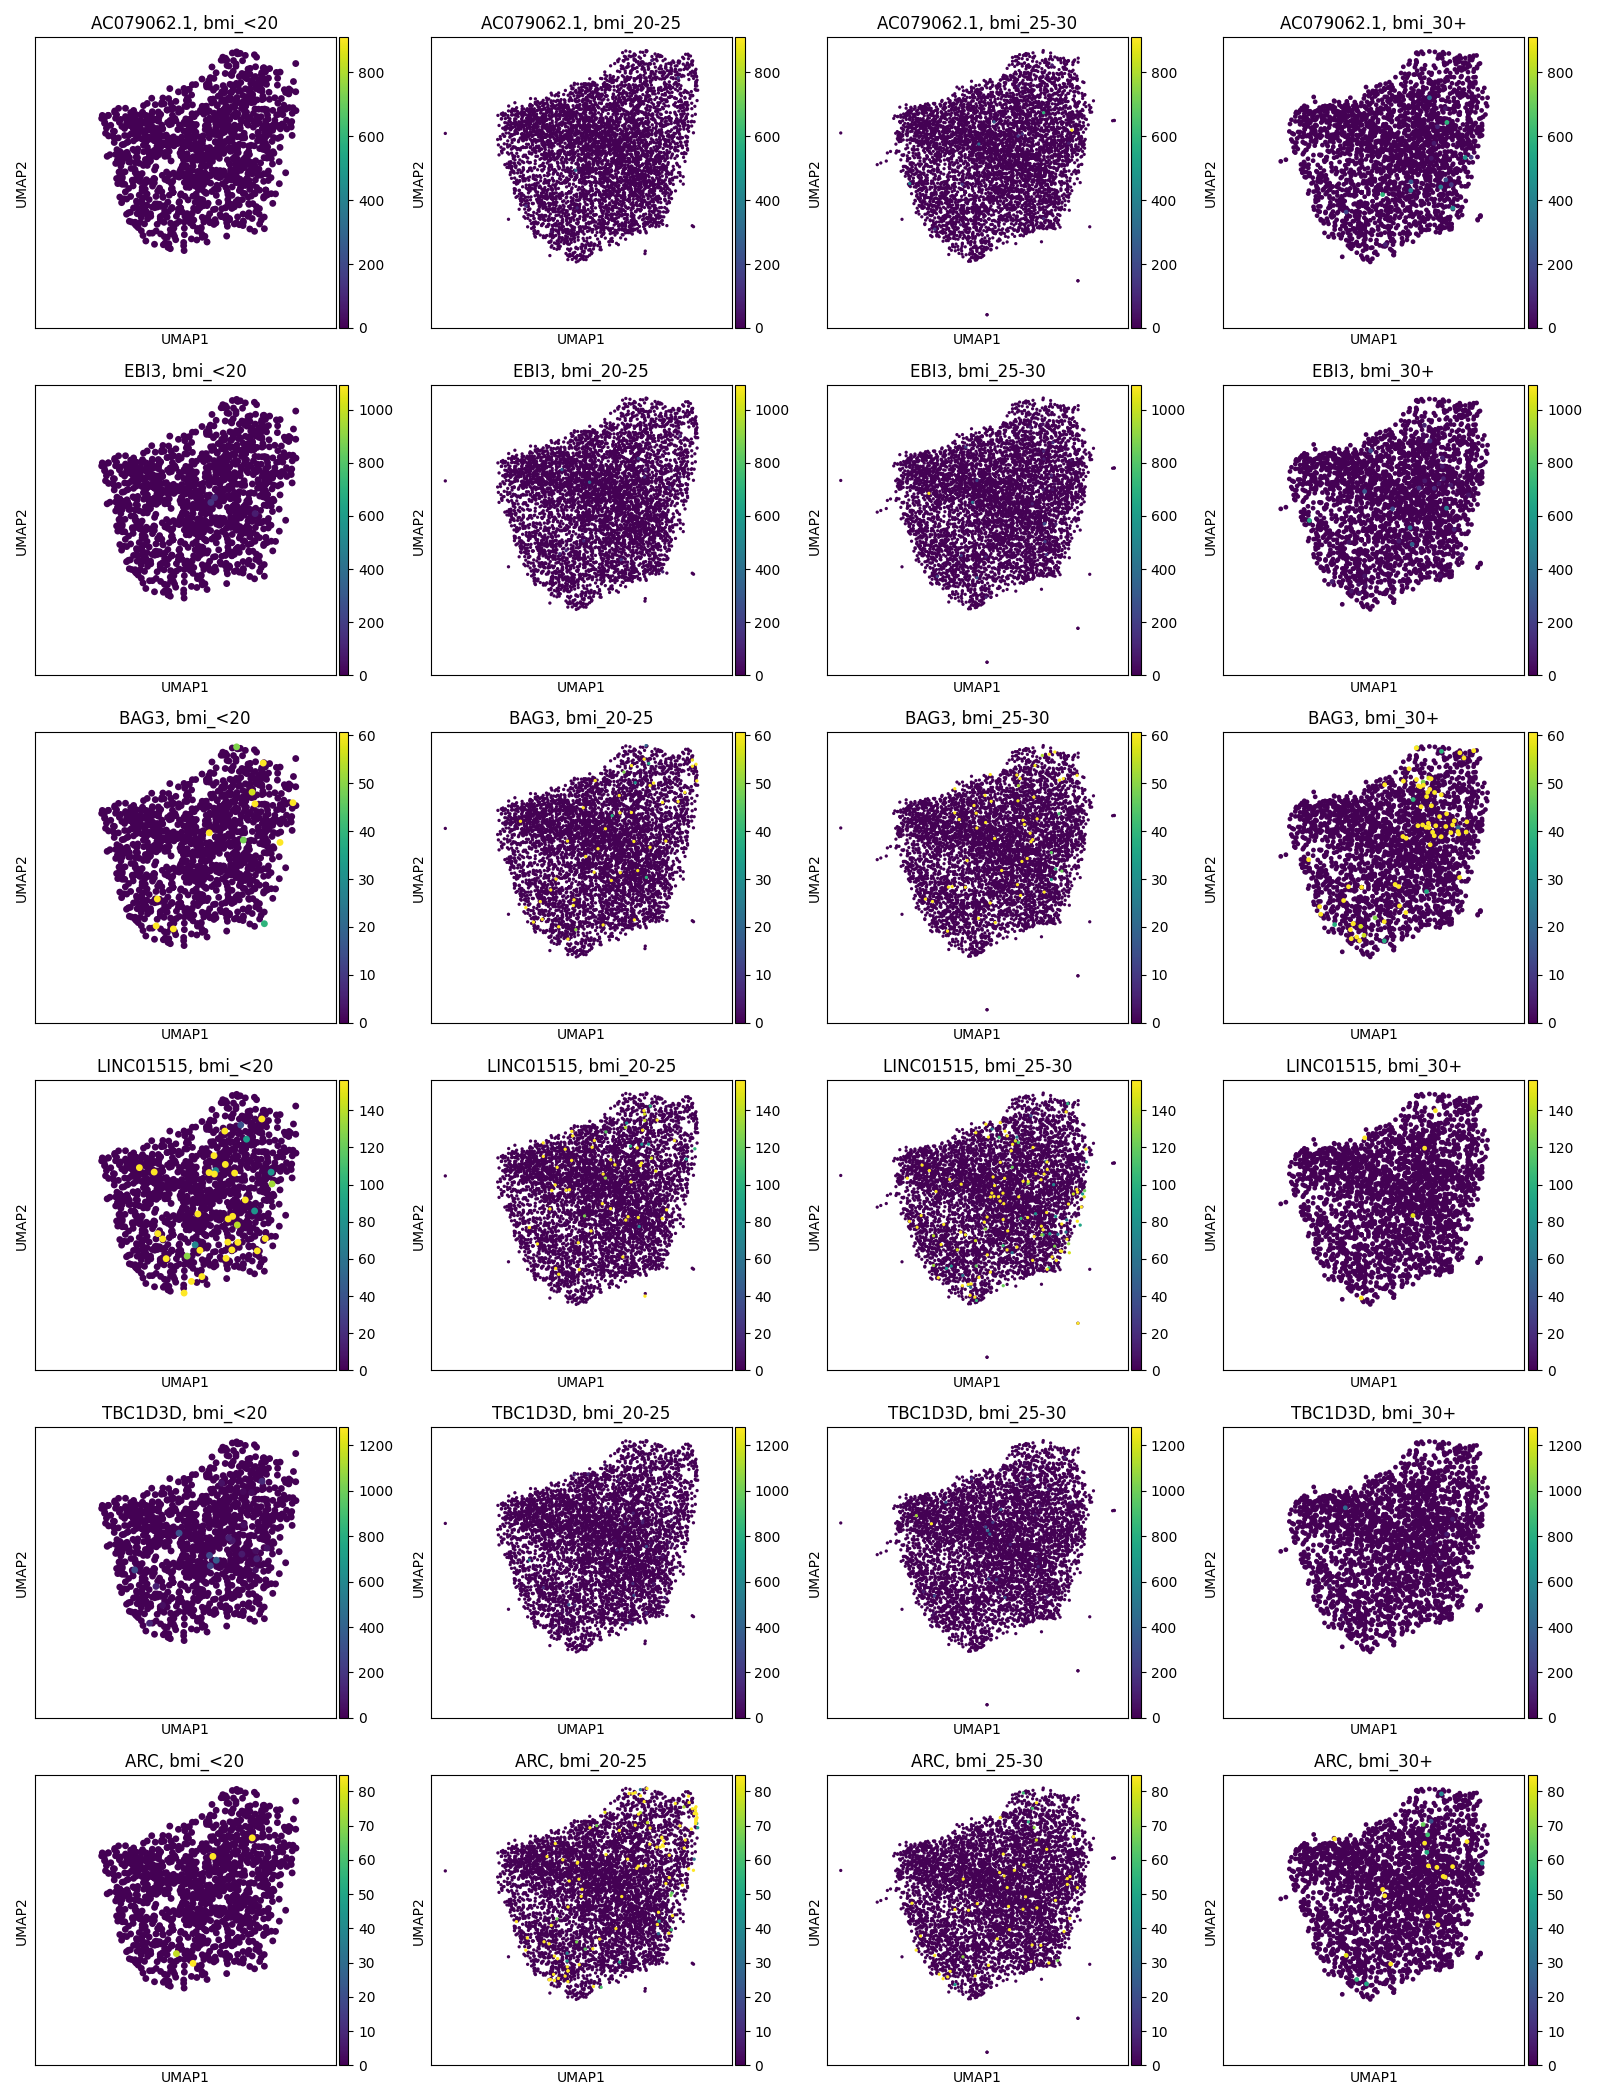 AC079062.1, bmi_<20 AC079062.1, bmi_20-25 AC079062.1, bmi_25-30 AC079062.1, bmi_30+
UMAP2 800 600 400 200 0 UMAP2 800 600 400 200 0 UMAP2 800 600 400 200 0 UMAP2 800 600 400 200 0
UMAP1 UMAP1 UMAP1 UMAP1
EBI3, bmi_<20 EBI3, bmi_20-25 EBI3, bmi_25-30 EBI3, bmi_30+
UMAP2 1000 800 600 400 200 0 UMAP2 1000 800 600 400 200 0 UMAP2 1000 800 600 400 200 0 UMAP2 1000 800 600 400 200 0
UMAP1 UMAP1 UMAP1 UMAP1
BAG3, bmi_<20 BAG3, bmi_20-25 BAG3, bmi_25-30 BAG3, bmi_30+
UMAP2 60 50 40 30 20 10 0 UMAP2 60 50 40 30 20 10 0 UMAP2 60 50 40 30 20 10 0 UMAP2 60 50 40 30 20 10 0
UMAP1 UMAP1 UMAP1 UMAP1
LINC01515, bmi_<20 LINC01515, bmi_20-25 LINC01515, bmi_25-30 LINC01515, bmi_30+
UMAP2 140 120 100 80 60 40 20 0 UMAP2 140 120 100 80 60 40 20 0 UMAP2 140 120 100 80 60 40 20 0 UMAP2 140 120 100 80 60 40 20 0
UMAP1 UMAP1 UMAP1 UMAP1
TBC1D3D, bmi_<20 TBC1D3D, bmi_20-25 TBC1D3D, bmi_25-30 TBC1D3D, bmi_30+
UMAP2 1200 1000 800 600 400 200 0 UMAP2 1200 1000 800 600 400 200 0 UMAP2 1200 1000 800 600 400 200 0 UMAP2 1200 1000 800 600 400 200 0
UMAP1 UMAP1 UMAP1 UMAP1
ARC, bmi_<20 ARC, bmi_20-25 ARC, bmi_25-30 ARC, bmi_30+
UMAP2 80 70 60 50 40 30 20 10 0 UMAP2 80 70 60 50 40 30 20 10 0 UMAP2 80 70 60 50 40 30 20 10 0 UMAP2 80 70 60 50 40 30 20 10 0
UMAP1 UMAP1 UMAP1 UMAP1